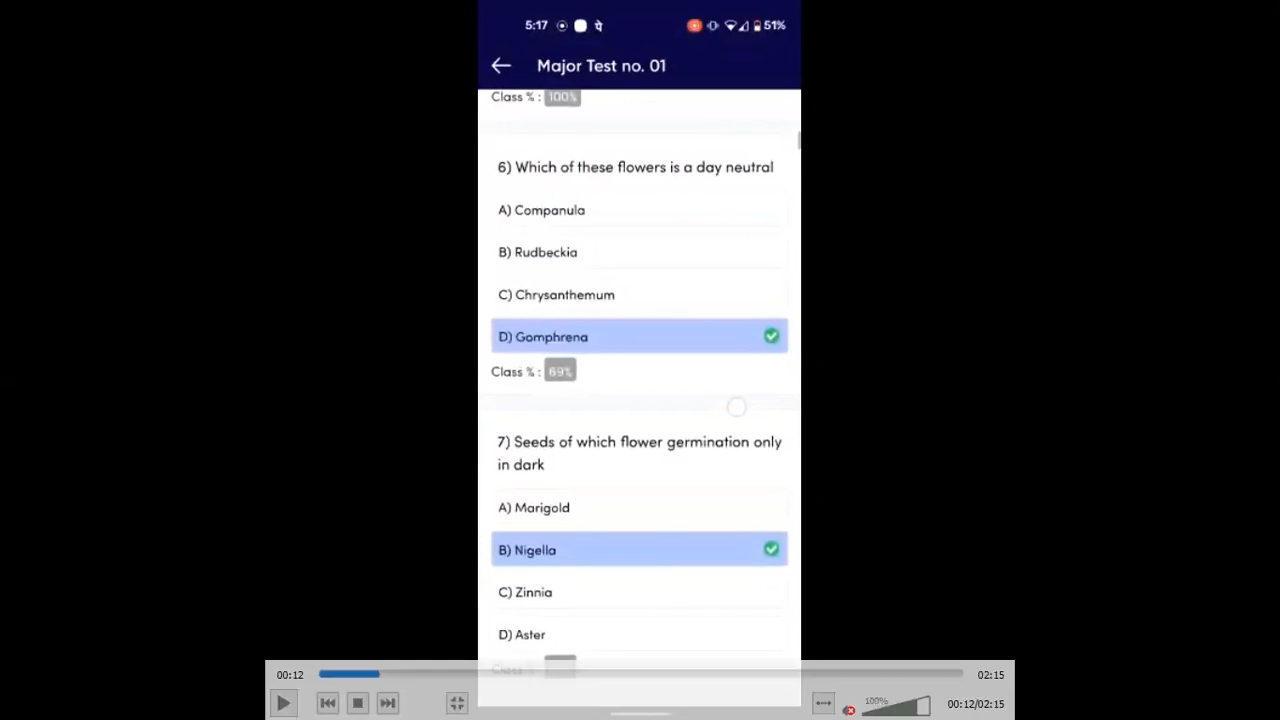 5:17 पे 51%
Major Test no. 01
Class % : 100%
6) Which of these flowers is a day neutral
A) Companula
B) Rudbeckia
C) Chrysanthemum
D) Gomphrena
Class % : 69%
7) Seeds of which flower germination only
in dark
A) Marigold
B) Nigella
C) Zinnia
D) Aster
Class % :
00:12 02:15
100% 00:12/02:15